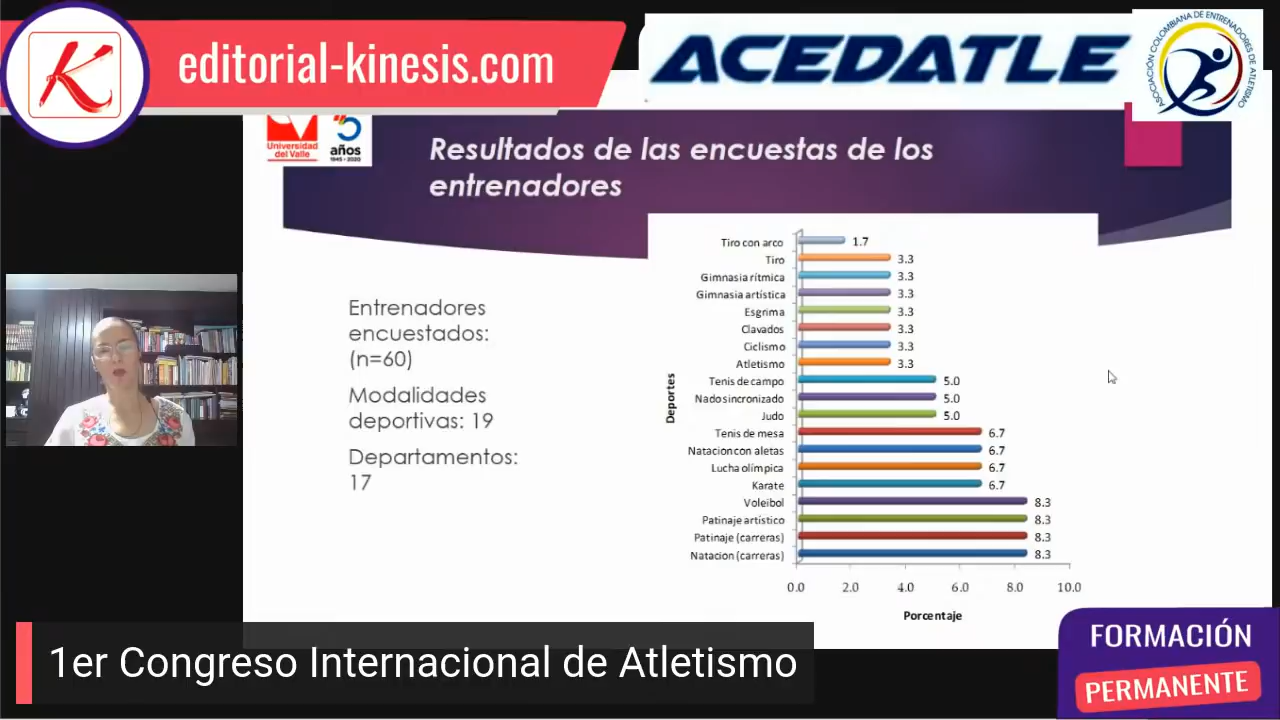 editorial-kinesis.com
ACEDATLE
ASOCIACIÓN COLOMBIANA DE ENTRENADORES DE ATLETISMO
K
Universidad
del Valle
años
1945 - 2020
Resultados de las encuestas de los
entrenadores
Entrenadores
encuestados:
(n=60)
Modalidades
deportivas: 19
Departamentos:
17
Deportes
Tiro con arco 1.7
Tiro 3.3
Gimnasia rítmica 3.3
Gimnasia artística 3.3
Esgrima 3.3
Clavados 3.3
Ciclismo 3.3
Atletismo 3.3
Tenis de campo 5.0
Nado sincronizado 5.0
Judo 5.0
Tenis de mesa 6.7
Natacion con aletas 6.7
Lucha olímpica 6.7
Karate 6.7
Voleibol 8.3
Patinaje artístico 8.3
Patinaje (carreras) 8.3
Natacion (carreras) 8.3
0.0 2.0 4.0 6.0 8.0 10.0
Porcentaje
1er Congreso Internacional de Atletismo
FORMACIÓN
PERMANENTE